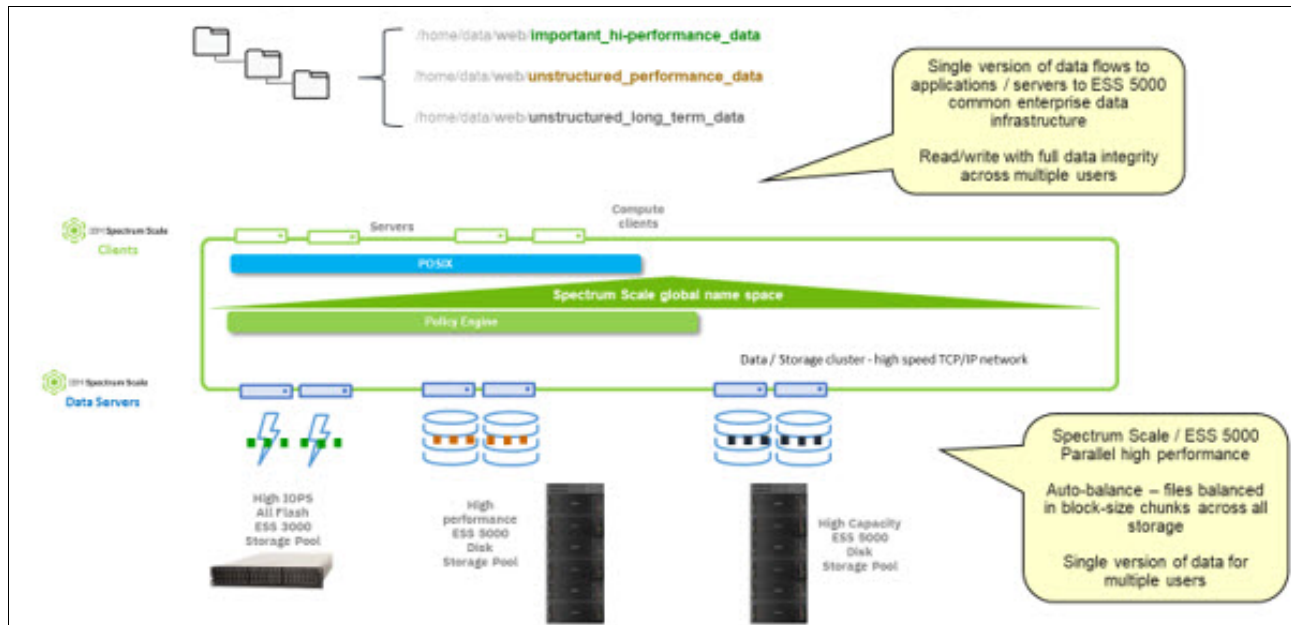 /home/data/web/important_hi-performance_data
/home/data/web/unstructured_performance_data
/home/data/web/unstructured_long_term_data
Single version of data flows to
applications / servers to ESS 5000
common enterprise data
infrastructure
Read/write with full data integrity
across multiple users
IBM Spectrum Scale
Clients
Servers
Compute
clients
POSIX
Spectrum Scale global name space
Policy Engine
Data / Storage cluster - high speed TCP/IP network
IBM Spectrum Scale
Data Servers
High IOPS
All Flash
ESS 3000
Storage Pool
High
performance
ESS 5000
Disk
Storage Pool
High Capacity
ESS 5000
Disk
Storage Pool
Spectrum Scale / ESS 5000
Parallel high performance
Auto-balance – files balanced
in block-size chunks across all
storage
Single version of data for
multiple users